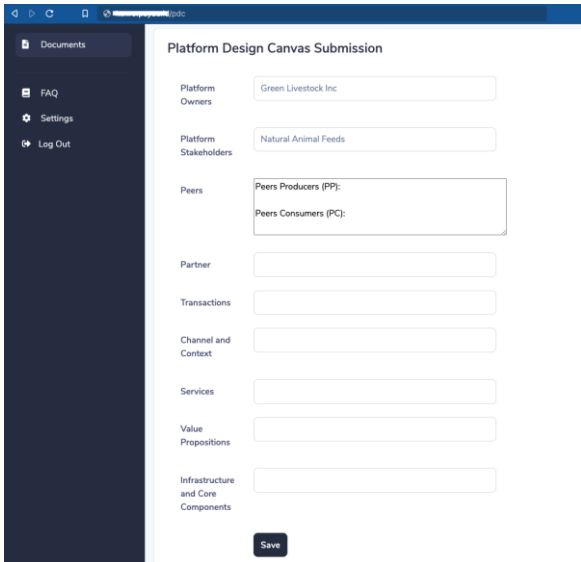 /pdc
Documents
FAQ
Settings
Log Out
Platform Design Canvas Submission
Platform
Owners
Green Livestock Inc
Platform
Stakeholders
Natural Animal Feeds
Peers
Peers Producers (PP):
Peers Consumers (PC):
Partner
Transactions
Channel and
Context
Services
Value
Propositions
Infrastructure
and Core
Components
Save